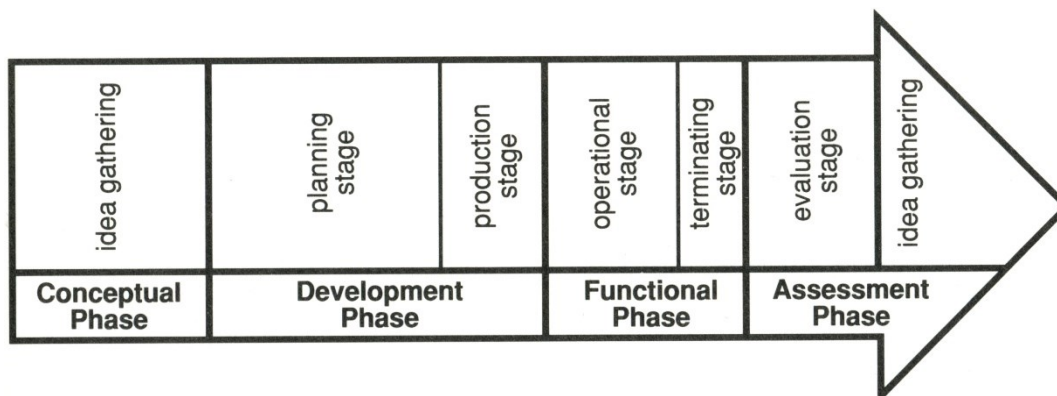 idea gathering
planning
stage
production
stage
operational
stage
terminating
stage
evaluation
stage
idea gathering
Conceptual
Phase
Development
Phase
Functional
Phase
Assessment
Phase